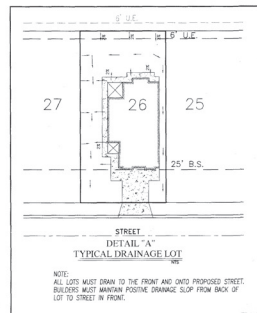 6' U.E.
6' U.E.
27
26
25
25' B.S.
STREET
DETAIL "A"
TYPICAL DRAINAGE LOT
NTS
NOTE:
ALL LOTS MUST DRAIN TO THE FRONT AND ONTO PROPOSED STREET.
BUILDERS MUST MAINTAIN POSITIVE DRAINAGE SLOP FROM BACK OF
LOT TO STREET IN FRONT.